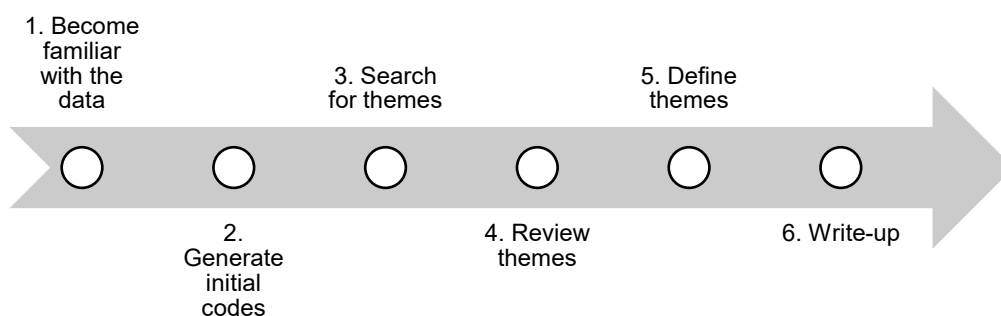 1. Become
familiar
with the
data
2.
Generate
initial
codes
3. Search
for themes
4. Review
themes
5. Define
themes
6. Write-up